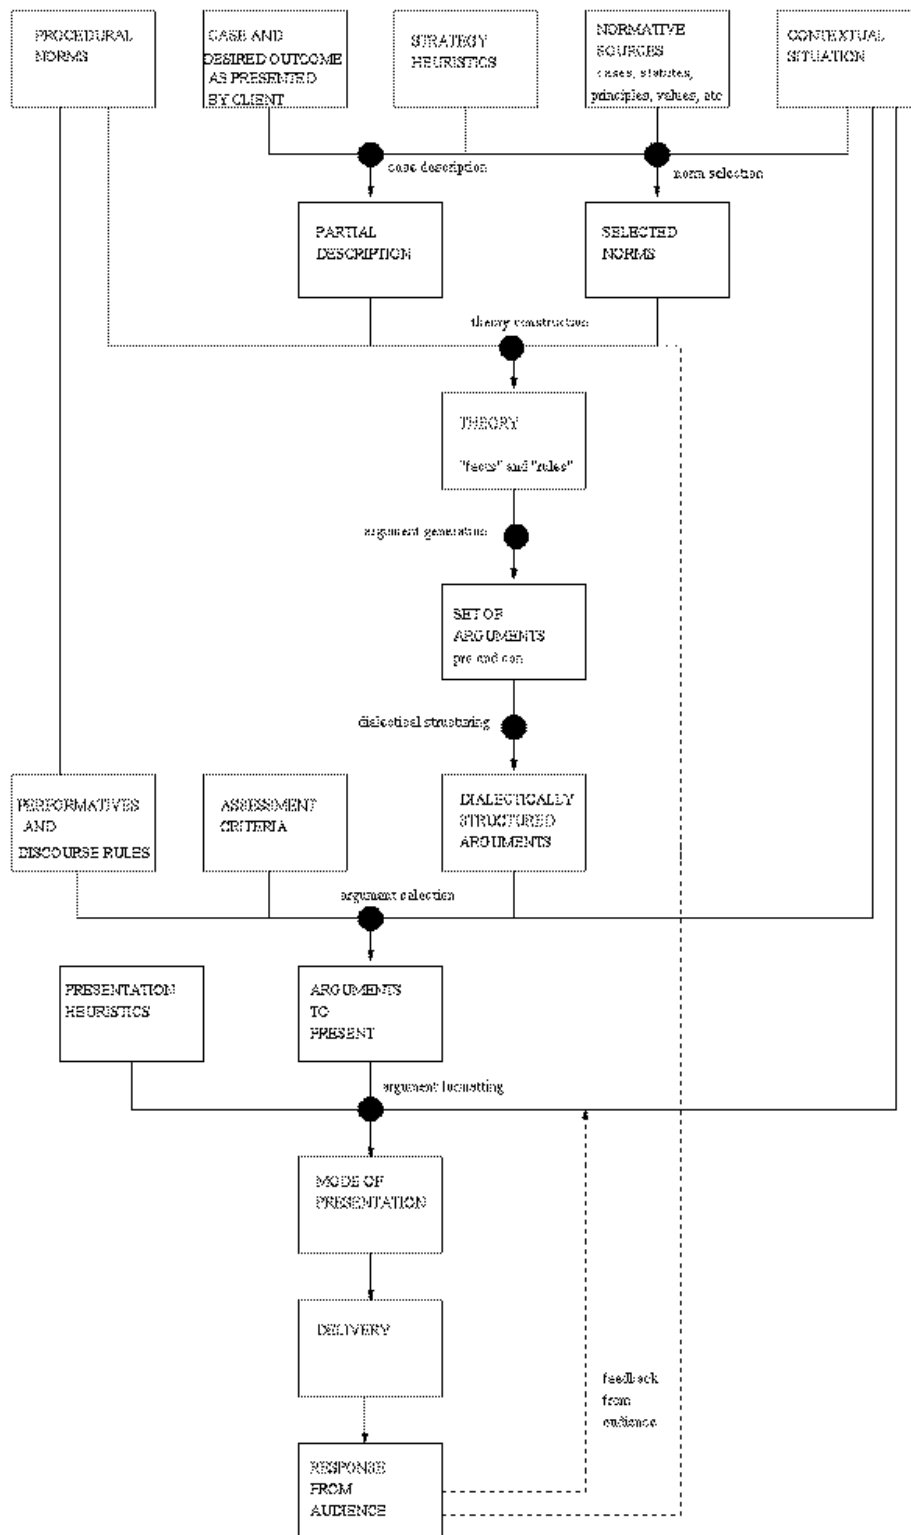 PROCEDURAL
NORMS
CASE AND
DESIRED OUTCOME
AS PRESENTED
BY CLIENT
STRATEGY
HEURISTICS
NORMATIVE
SOURCES
cases, statutes,
principles, values, etc
CONTEXTUAL
SITUATION
case description
norm selection
PARTIAL
DESCRIPTION
SELECTED
NORMS
theory construction
THEORY
"facts" and "rules"
argument generation
SET OF
ARGUMENTS
pro and con
dialectical structuring
PERFORMATIVES
AND
DISCOURSE RULES
ASSESSMENT
CRITERIA
DIALECTICALLY
STRUCTURED
ARGUMENTS
argument selection
PRESENTATION
HEURISTICS
ARGUMENTS
TO
PRESENT
argument formatting
MODE OF
PRESENTATION
DELIVERY
feedback
from
audience
RESPONSE
FROM
AUDIENCE